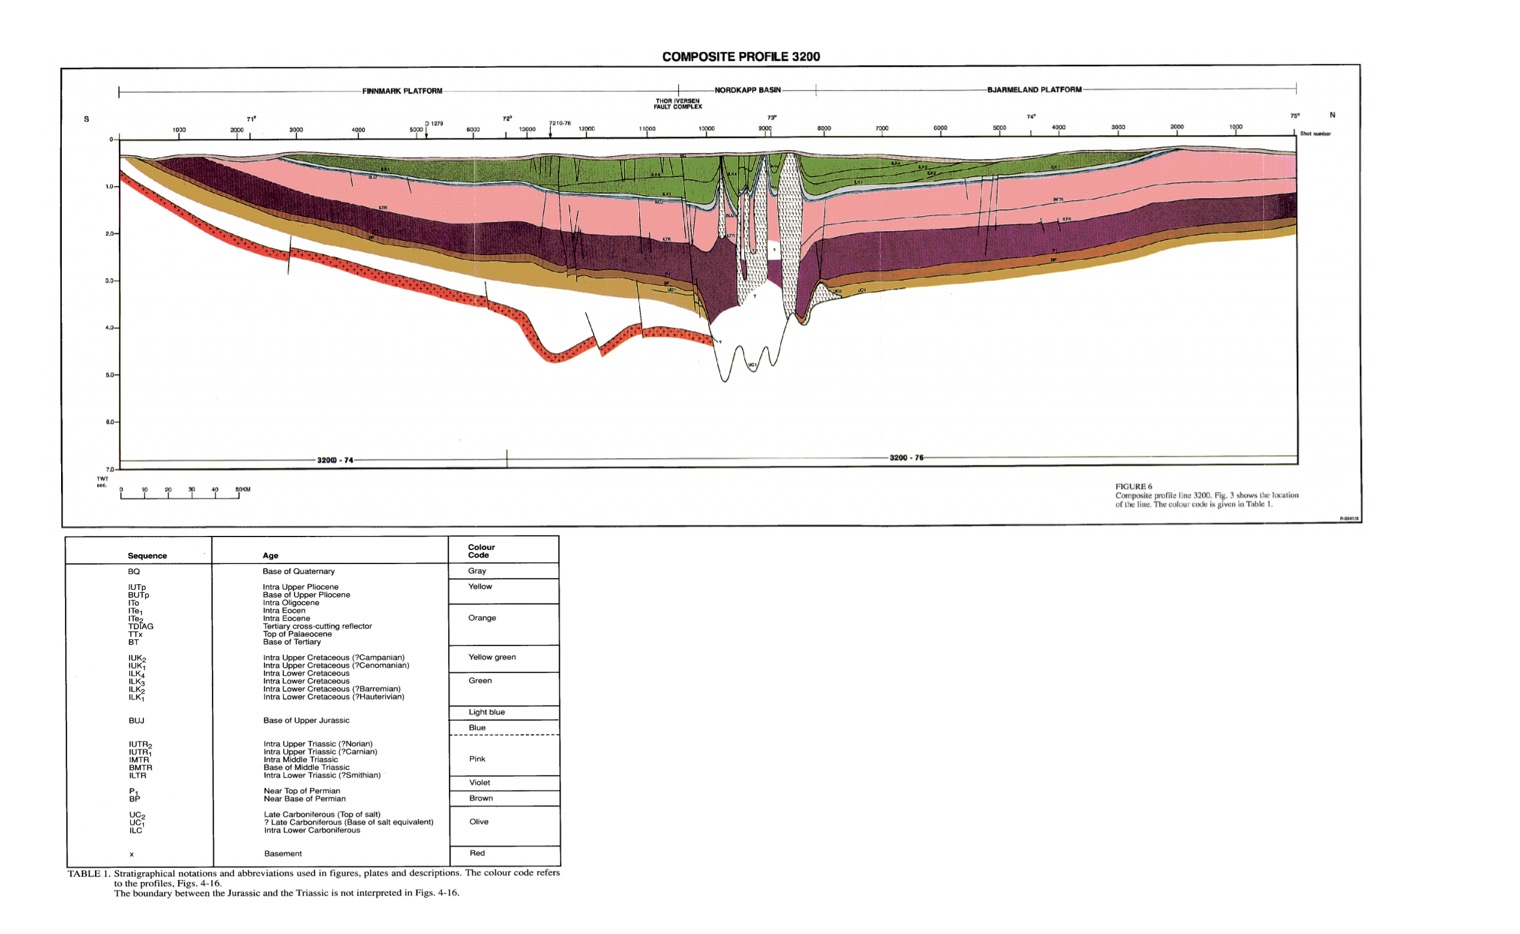 COMPOSITE PROFILE 3200
FINNMARK PLATFORM
NORDKAPP BASIN
BJARMELAND PLATFORM
THOR IVERSEN
FAULT COMPLEX
S
71°
72°
73°
74°
75°
N
D 1279
7210-76
1000 2000 3000 4000 5000 6000 10000 12000 11000 10000 9000 8000 7000 6000 5000 4000 3000 2000 1000
Shot number
0
1.0
2.0
3.0
4.0
5.0
6.0
7.0
TWT
sec.
3200 - 74
3200 - 76
0 10 20 30 40 50KM
FIGURE 6
Composite profile line 3200. Fig. 3 shows the location
of the line. The colour code is given in Table 1.
Sequence Age Colour
Code
BQ Base of Quaternary Gray
IUTp Intra Upper Pliocene Yellow
BUTp Base of Upper Pliocene
ITo Intra Oligocene
ITe1 Intra Eocen
ITe2 Intra Eocene Orange
TDIAG Tertiary cross-cutting reflector
TTx Top of Palaeocene
BT Base of Tertiary
IUK2 Intra Upper Cretaceous (?Campanian) Yellow green
IUK1 Intra Upper Cretaceous (?Cenomanian)
ILK4 Intra Lower Cretaceous
ILK3 Intra Lower Cretaceous Green
ILK2 Intra Lower Cretaceous (?Barremian)
ILK1 Intra Lower Cretaceous (?Hauterivian)
Light blue
BUJ Base of Upper Jurassic
Blue
IUTR2 Intra Upper Triassic (?Norian)
IUTR1 Intra Upper Triassic (?Carnian)
IMTR Intra Middle Triassic Pink
BMTR Base of Middle Triassic
ILTR Intra Lower Triassic (?Smithian)
Violet
P1 Near Top of Permian
BP Near Base of Permian Brown
UC2 Late Carboniferous (Top of salt)
UC1 ? Late Carboniferous (Base of salt equivalent) Olive
ILC Intra Lower Carboniferous
x Basement Red
TABLE 1. Stratigraphical notations and abbreviations used in figures, plates and descriptions. The colour code refers
to the profiles, Figs. 4-16.
The boundary between the Jurassic and the Triassic is not interpreted in Figs. 4-16.